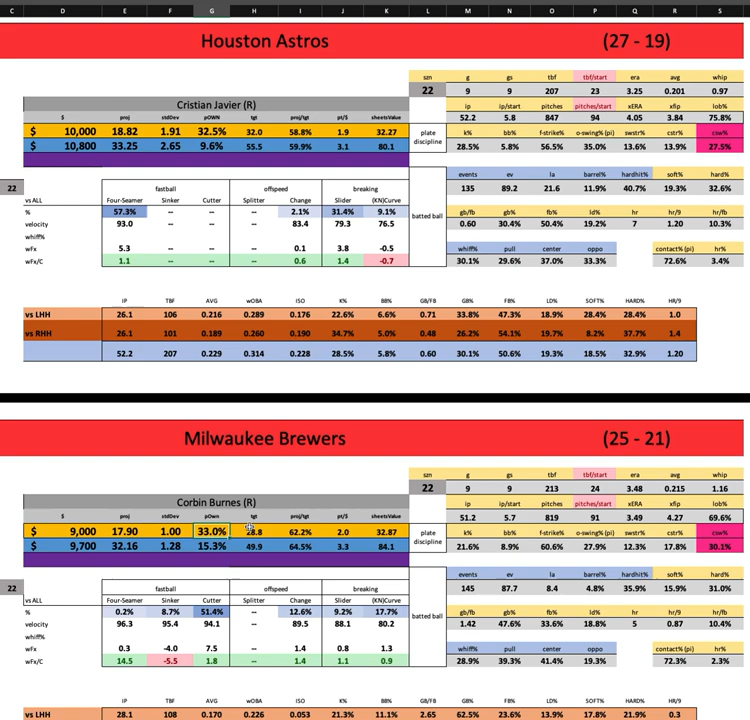 C D E F G H I J K L M N O P Q R S
Houston Astros (27 - 19)
szn g gs tbf tbf/start era avg whip
22 9 9 207 23 3.25 0.201 0.97
Cristian Javier (R) ip ip/start pitches pitches/start xERA xfip lob%
$ proj stdDev pOWN tgt proj/tgt pt/$ sheetsValue 52.2 5.8 847 94 4.05 3.84 75.8%
$ 10,000 18.82 1.91 32.5% 32.0 58.8% 1.9 32.27 plate discipline k% bb% f-strike% o-swing% (pi) swstr% cstr% csw%
$ 10,800 33.25 2.65 9.6% 55.5 59.9% 3.1 80.1 28.5% 5.8% 56.5% 35.0% 13.6% 13.9% 27.5%
events ev la barrel% hardhit% soft% hard%
22 fastball offspeed breaking 135 89.2 21.6 11.9% 40.7% 19.3% 32.6%
vs ALL Four-Seamer Sinker Cutter Splitter Change Slider (KN)Curve
% 57.3% -- -- -- 2.1% 31.4% 9.1% batted ball gb/fb gb% fb% ld% hr hr/9 hr/fb
velocity 93.0 -- -- -- 83.4 79.3 76.5 0.60 30.4% 50.4% 19.2% 7 1.20 10.3%
whiff%
wFx 5.3 0.1 3.8 -0.5 whiff% pull center oppo contact% (pi) hr%
wFx/C 1.1 -- -- -- 0.6 1.4 -0.7 30.1% 29.6% 37.0% 33.3% 72.6% 3.4%
IP TBF AVG wOBA ISO K% BB% GB/FB GB% FB% LD% SOFT% HARD% HR/9
vs LHH 26.1 106 0.216 0.289 0.176 22.6% 6.6% 0.71 33.8% 47.3% 18.9% 28.4% 28.4% 1.0
vs RHH 26.1 101 0.189 0.260 0.190 34.7% 5.0% 0.48 26.2% 54.1% 19.7% 8.2% 37.7% 1.4
52.2 207 0.229 0.314 0.228 28.5% 5.8% 0.60 30.1% 50.6% 19.3% 18.5% 32.9% 1.20
Milwaukee Brewers (25 - 21)
szn g gs tbf tbf/start era avg whip
22 9 9 213 24 3.48 0.215 1.16
Corbin Burnes (R) ip ip/start pitches pitches/start xERA xfip lob%
$ proj stdDev pOwn tgt proj/tgt pt/$ sheetsValue 51.2 5.7 819 91 3.49 4.27 69.6%
$ 9,000 17.90 1.00 33.0% 28.8 62.2% 2.0 32.87 plate discipline k% bb% f-strike% o-swing% (pi) swstr% cstr% csw%
$ 9,700 32.16 1.28 15.3% 49.9 64.5% 3.3 84.1 21.6% 8.9% 60.6% 27.9% 12.3% 17.8% 30.1%
events ev la barrel% hardhit% soft% hard%
22 fastball offspeed breaking 145 87.7 8.4 4.8% 35.9% 15.9% 31.0%
vs ALL Four-Seamer Sinker Cutter Splitter Change Slider (KN)Curve
% 0.2% 8.7% 51.4% -- 12.6% 9.2% 17.7% batted ball gb/fb gb% fb% ld% hr hr/9 hr/fb
velocity 96.3 95.4 94.1 -- 89.5 88.1 80.2 1.42 47.6% 33.6% 18.8% 5 0.87 10.4%
whiff%
wFx 0.3 -4.0 7.5 1.4 0.8 1.3 whiff% pull center oppo contact% (pi) hr%
wFx/C 14.5 -5.5 1.8 -- 1.4 1.1 0.9 28.9% 39.3% 41.4% 19.3% 72.3% 2.3%
IP TBF AVG wOBA ISO K% BB% GB/FB GB% FB% LD% SOFT% HARD% HR/9
vs LHH 28.1 108 0.170 0.226 0.053 21.3% 11.1% 2.65 62.5% 23.6% 13.9% 17.8% 21.9% 0.3